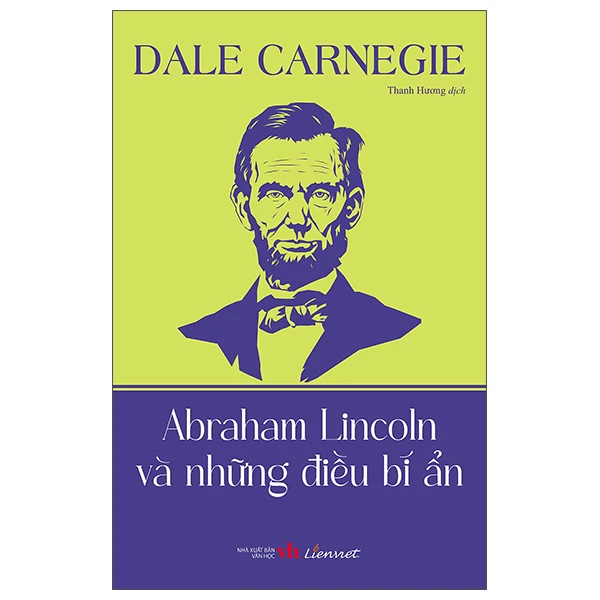 DALE CARNEGIE
Thanh Hương dịch
Abraham Lincoln
và những điều bí ẩn
NHÀ XUẤT BẢN
VĂN HỌC
vh
Lienviet